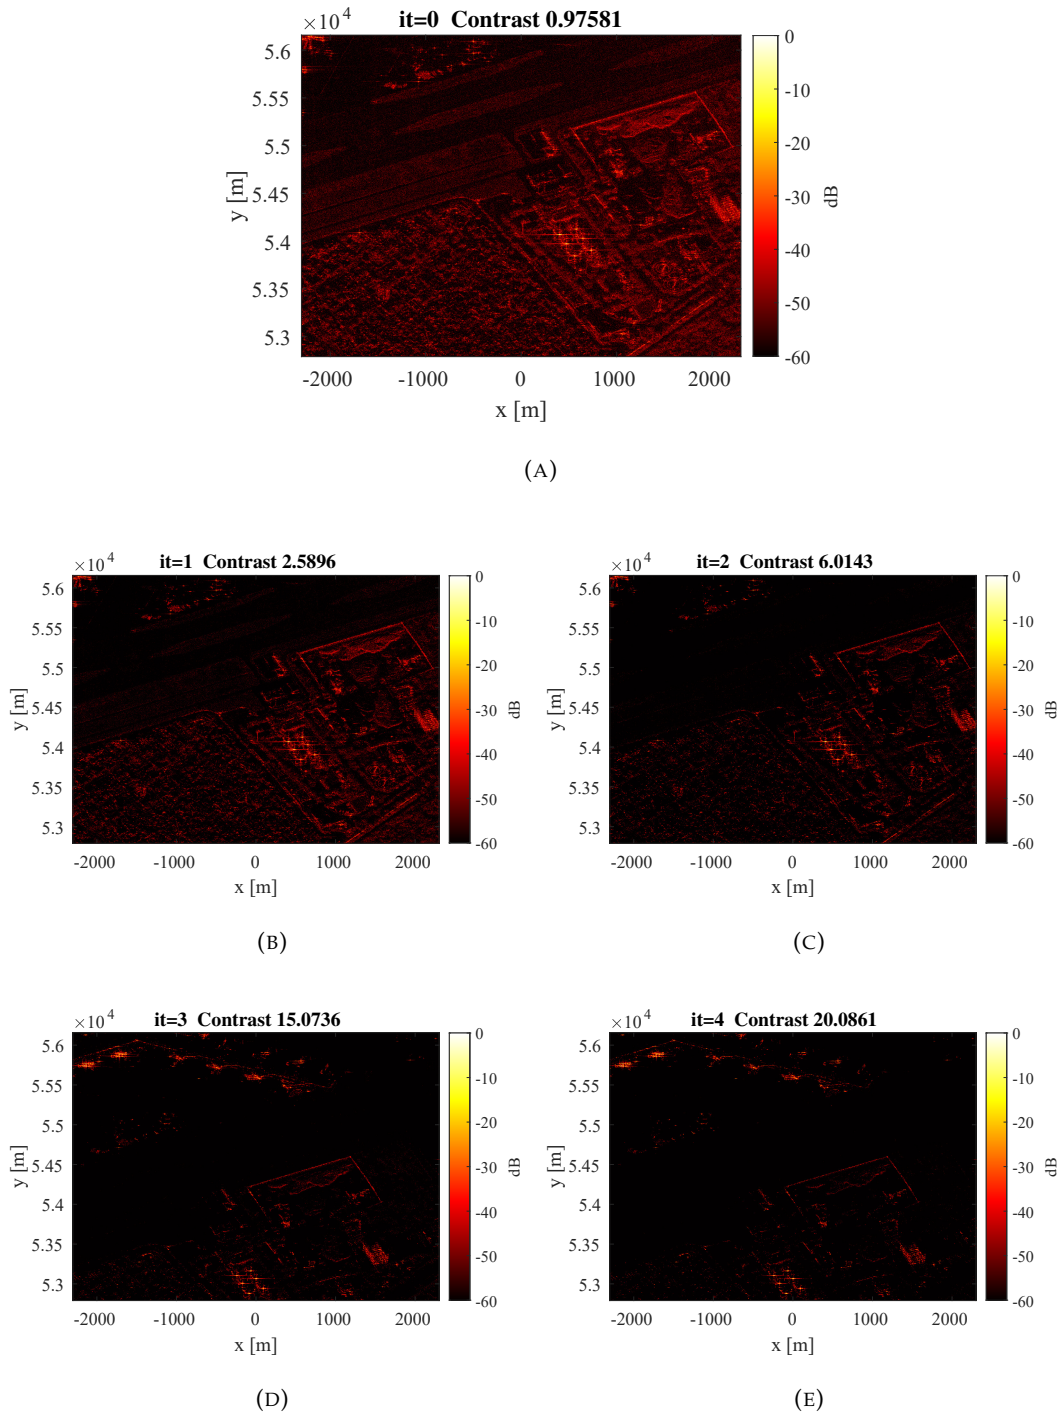 ×10⁴
it=0 Contrast 0.97581
5.6
5.55
5.5
5.45
5.4
5.35
5.3
y [m]
-2000 -1000 0 1000 2000
x [m]
0
-10
-20
-30
-40
-50
-60
dB
(A)
×10⁴
it=1 Contrast 2.5896
5.6
5.55
5.5
5.45
5.4
5.35
5.3
y [m]
-2000 -1000 0 1000 2000
x [m]
0
-10
-20
-30
-40
-50
-60
dB
(B)
×10⁴
it=2 Contrast 6.0143
5.6
5.55
5.5
5.45
5.4
5.35
5.3
y [m]
-2000 -1000 0 1000 2000
x [m]
0
-10
-20
-30
-40
-50
-60
dB
(C)
×10⁴
it=3 Contrast 15.0736
5.6
5.55
5.5
5.45
5.4
5.35
5.3
y [m]
-2000 -1000 0 1000 2000
x [m]
0
-10
-20
-30
-40
-50
-60
dB
(D)
×10⁴
it=4 Contrast 20.0861
5.6
5.55
5.5
5.45
5.4
5.35
5.3
y [m]
-2000 -1000 0 1000 2000
x [m]
0
-10
-20
-30
-40
-50
-60
dB
(E)